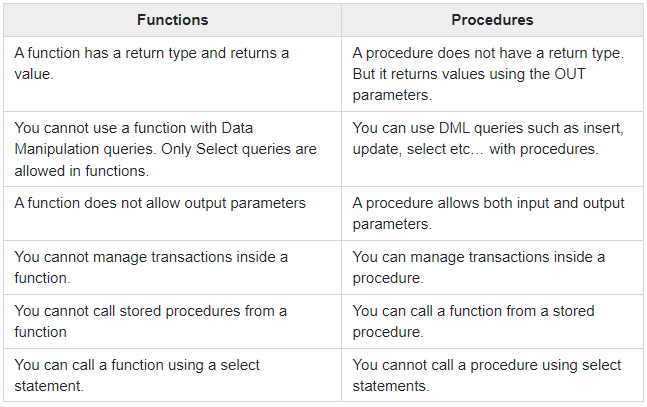 Functions
Procedures
A function has a return type and returns a
value.
A procedure does not have a return type.
But it returns values using the OUT
parameters.
You cannot use a function with Data
Manipulation queries. Only Select queries are
allowed in functions.
You can use DML queries such as insert,
update, select etc… with procedures.
A function does not allow output parameters
A procedure allows both input and output
parameters.
You cannot manage transactions inside a
function.
You can manage transactions inside a
procedure.
You cannot call stored procedures from a
function
You can call a function from a stored
procedure.
You can call a function using a select
statement.
You cannot call a procedure using select
statements.